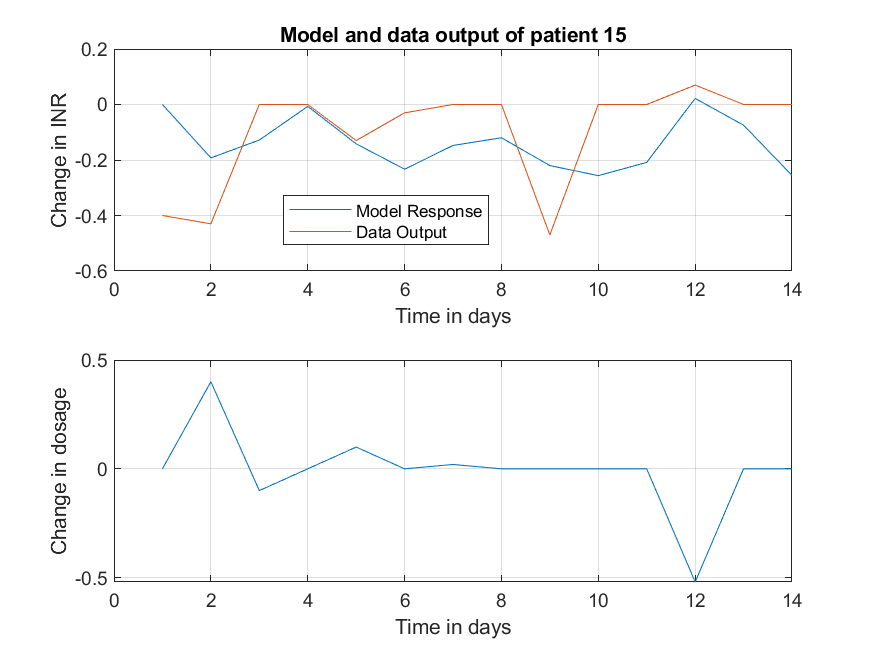 Model and data output of patient 15
Change in INR
0.2
0
-0.2
-0.4
-0.6
Model Response
Data Output
0 2 4 6 8 10 12 14
Time in days
Change in dosage
0.5
0
-0.5
0 2 4 6 8 10 12 14
Time in days